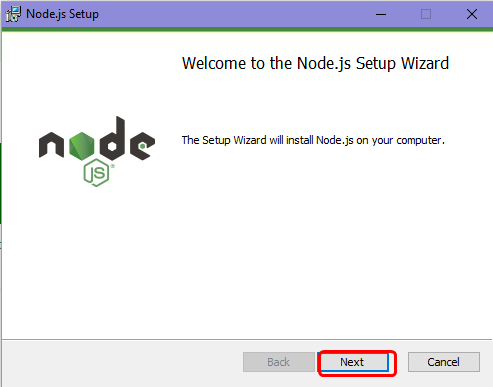 Node.js Setup
Welcome to the Node.js Setup Wizard
The Setup Wizard will install Node.js on your computer.
node
JS®
Back
Next
Cancel